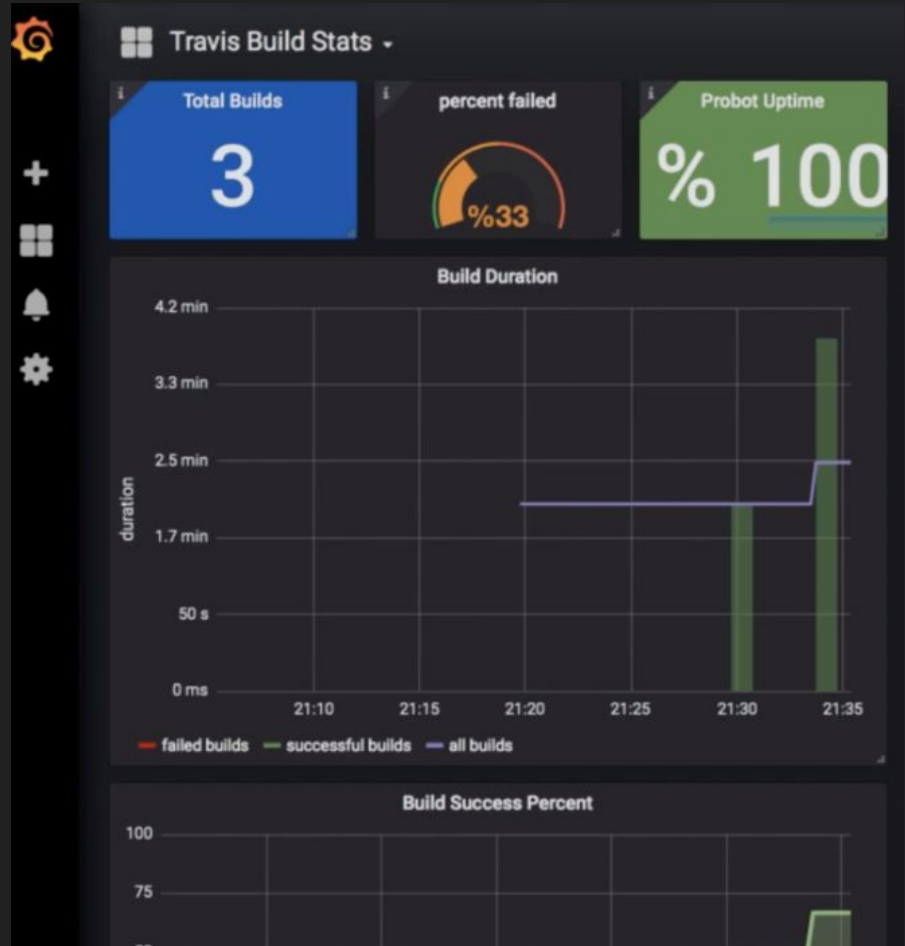 Travis Build Stats
Total Builds
percent failed
Probot Uptime
3
%33
% 100
Build Duration
4.2 min
3.3 min
2.5 min
1.7 min
50 s
0 ms
duration
21:10 21:15 21:20 21:25 21:30 21:35
failed builds successful builds all builds
Build Success Percent
100
75